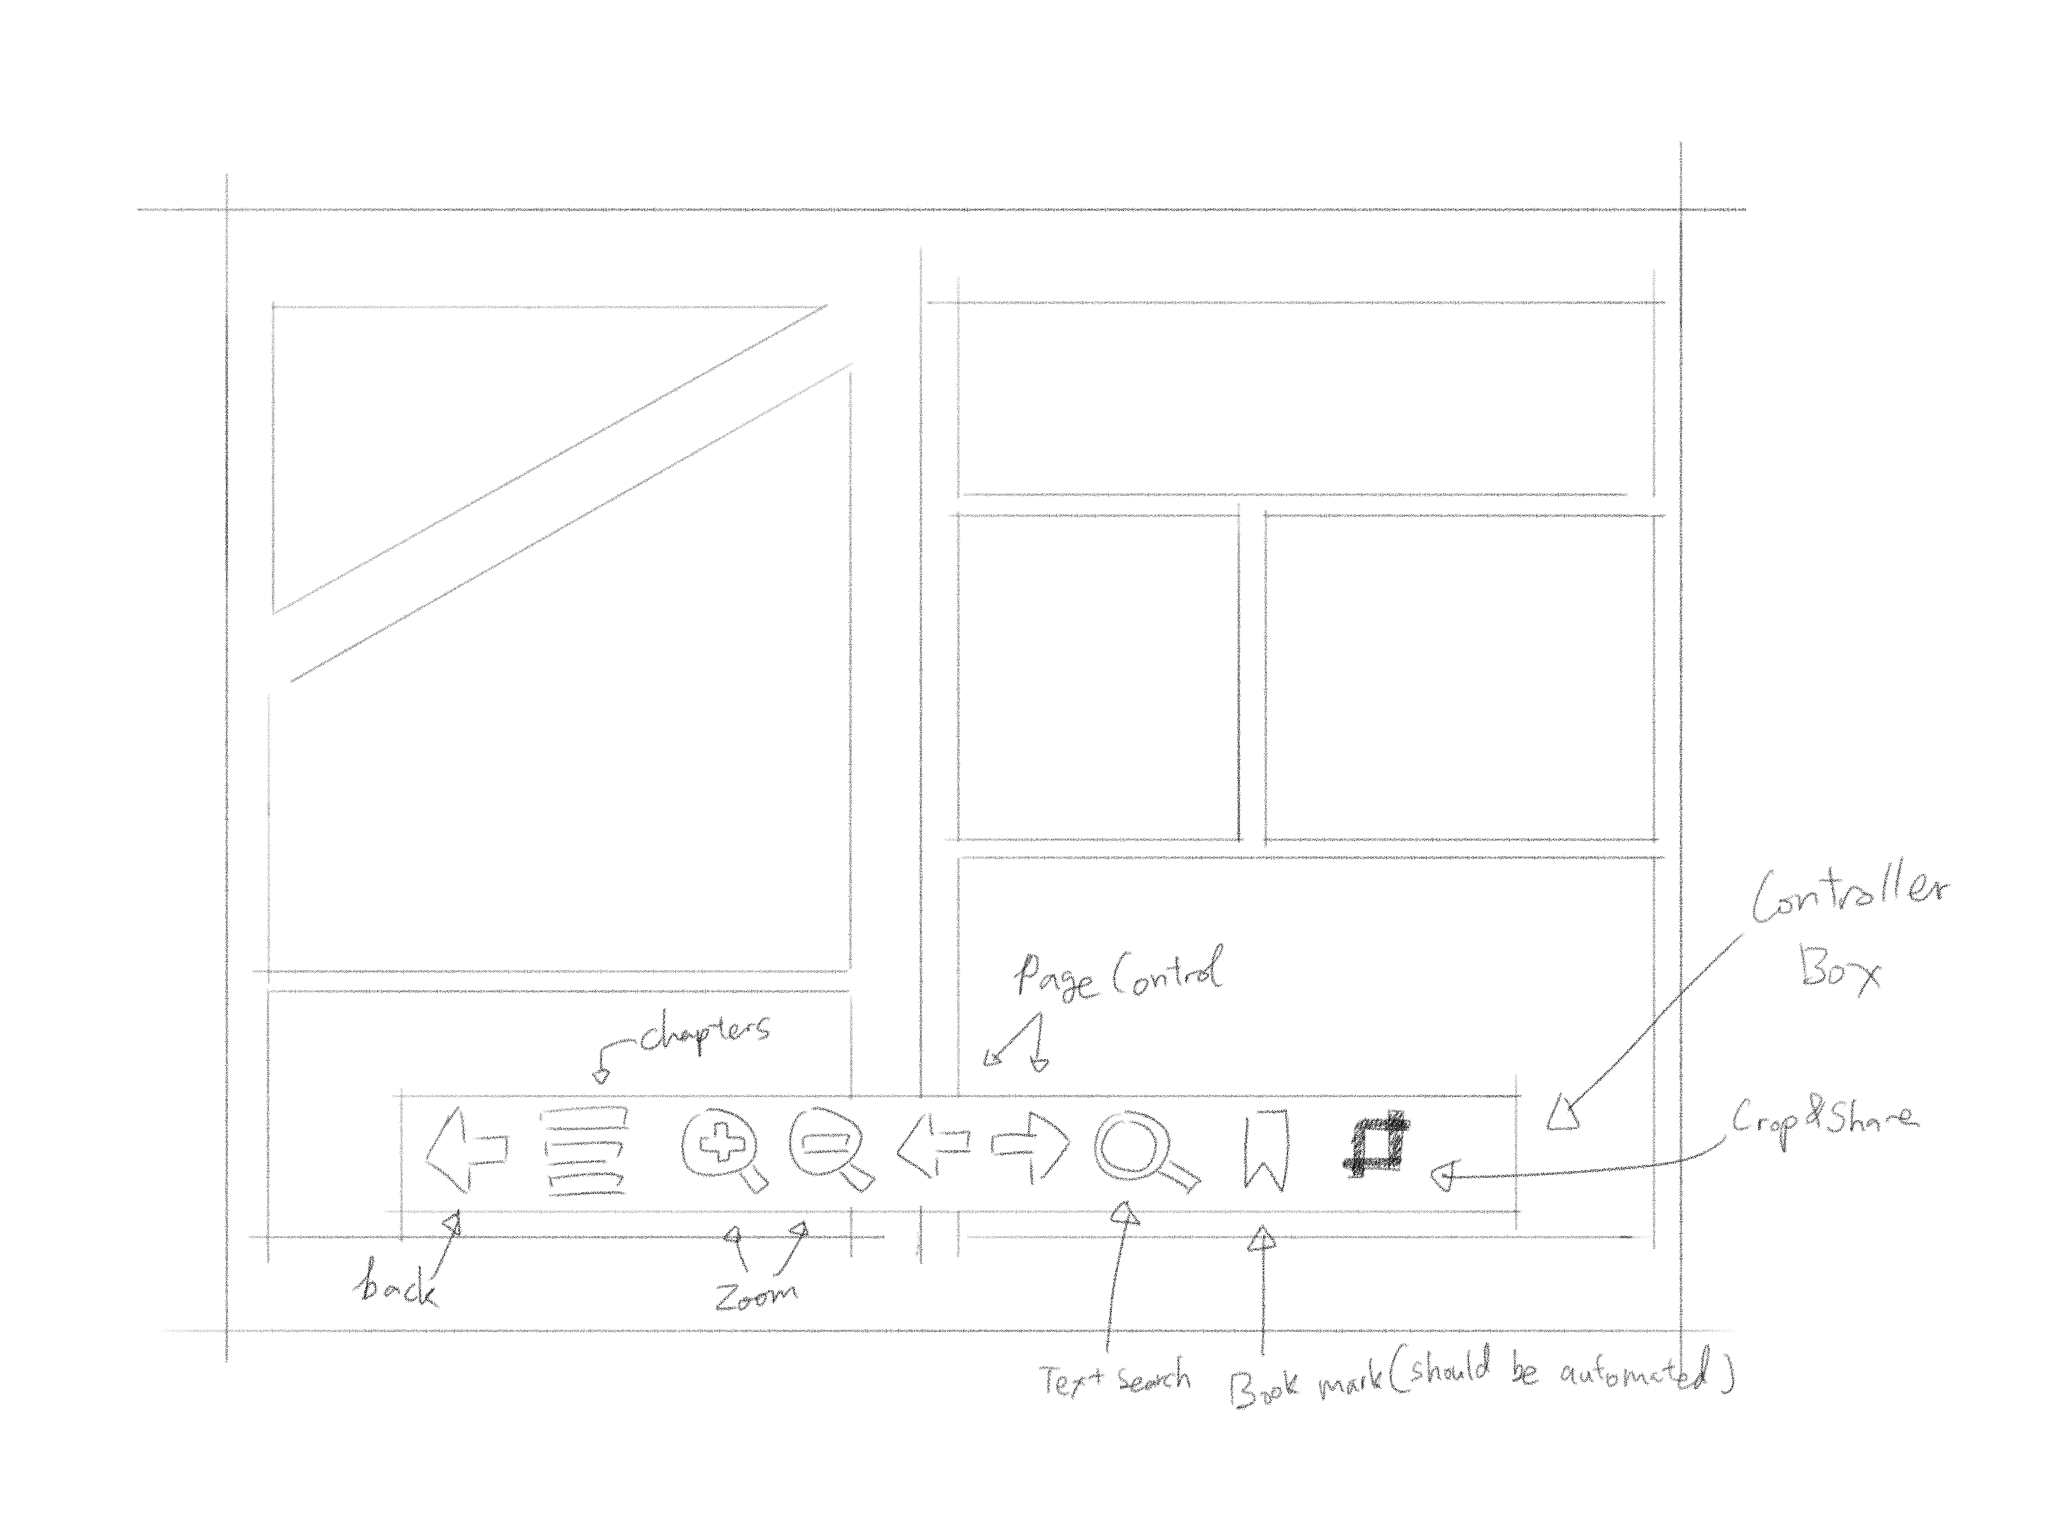 Controller
Box
Page Control
chapters
Crop&Share
back
Zoom
Text Search
Book mark (should be automated)